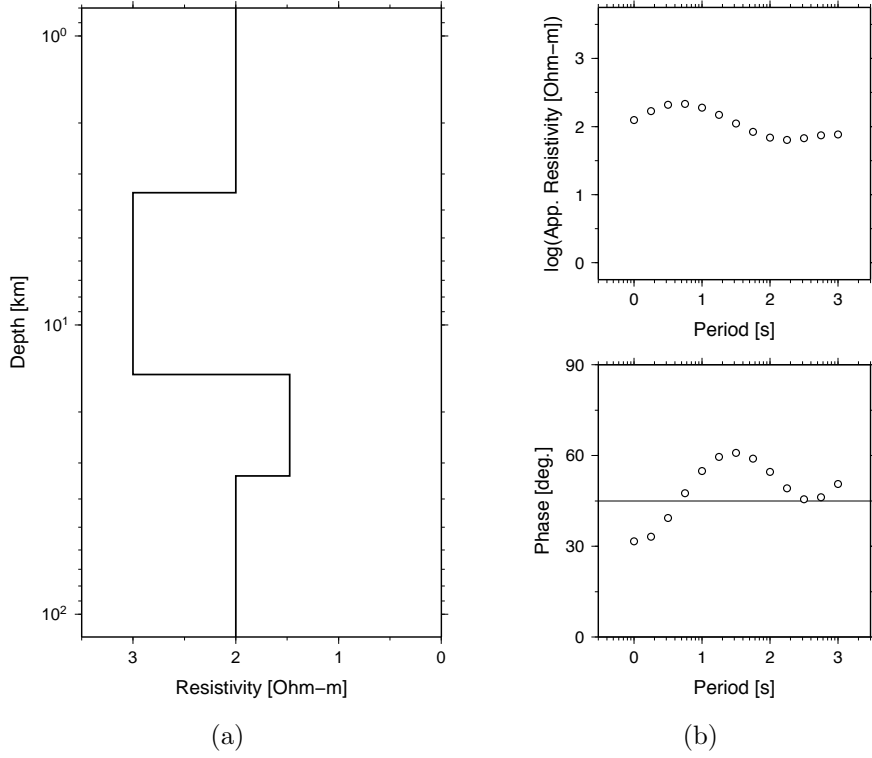 10⁰
10¹
10²
Depth [km]
3 2 1 0
Resistivity [Ohm−m]
(a)
log(App. Resistivity [Ohm−m])
3
2
1
0
0 1 2 3
Period [s]
Phase [deg.]
90
60
30
0
0 1 2 3
Period [s]
(b)